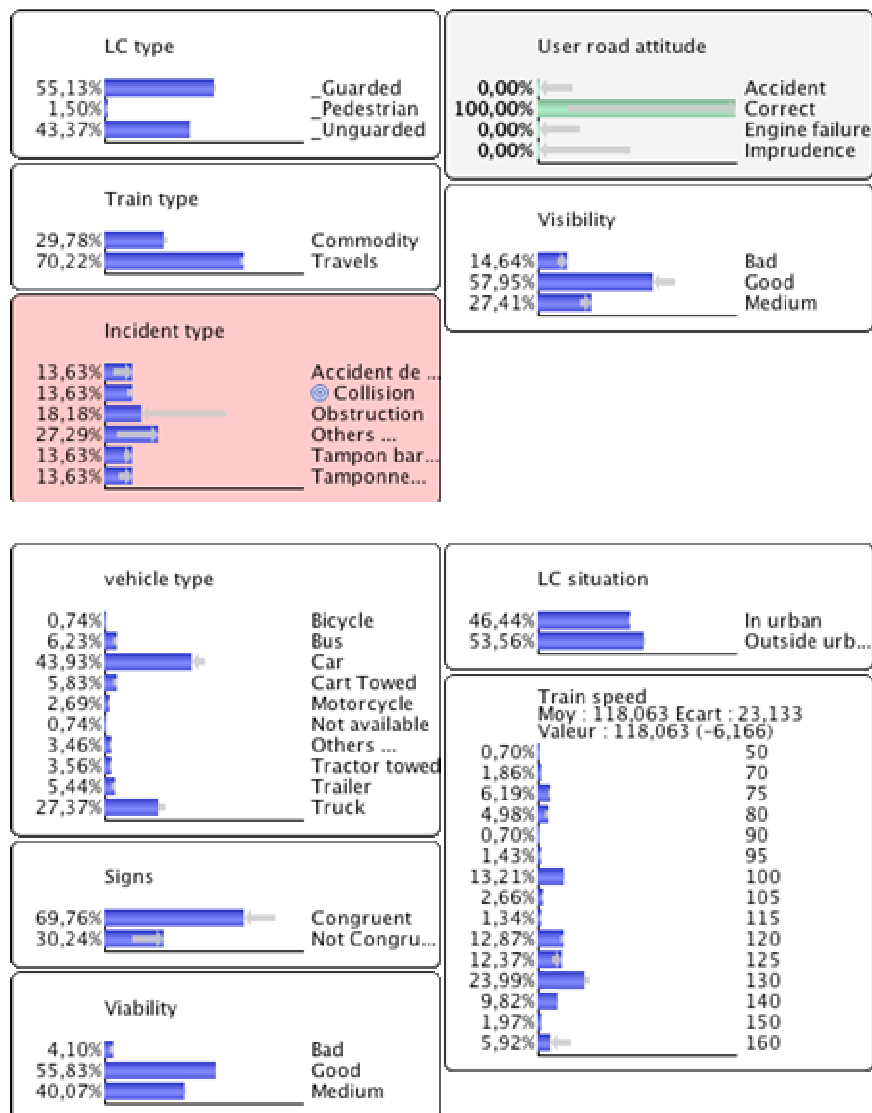 LC type
55,13% _Guarded
1,50% _Pedestrian
43,37% _Unguarded
Train type
29,78% Commodity
70,22% Travels
Incident type
13,63% Accident de ...
13,63% Collision
18,18% Obstruction
27,29% Others ...
13,63% Tampon bar...
13,63% Tamponne...
User road attitude
0,00% Accident
100,00% Correct
0,00% Engine failure
0,00% Imprudence
Visibility
14,64% Bad
57,95% Good
27,41% Medium
vehicle type
0,74% Bicycle
6,23% Bus
43,93% Car
5,83% Cart Towed
2,69% Motorcycle
0,74% Not available
3,46% Others ...
3,56% Tractor towed
5,44% Trailer
27,37% Truck
Signs
69,76% Congruent
30,24% Not Congru...
Viability
4,10% Bad
55,83% Good
40,07% Medium
LC situation
46,44% In urban
53,56% Outside urb...
Train speed
Moy : 118,063 Ecart : 23,133
Valeur : 118,063 (-6,166)
0,70% 50
1,86% 70
6,19% 75
4,98% 80
0,70% 90
1,43% 95
13,21% 100
2,66% 105
1,34% 115
12,87% 120
12,37% 125
23,99% 130
9,82% 140
1,97% 150
5,92% 160